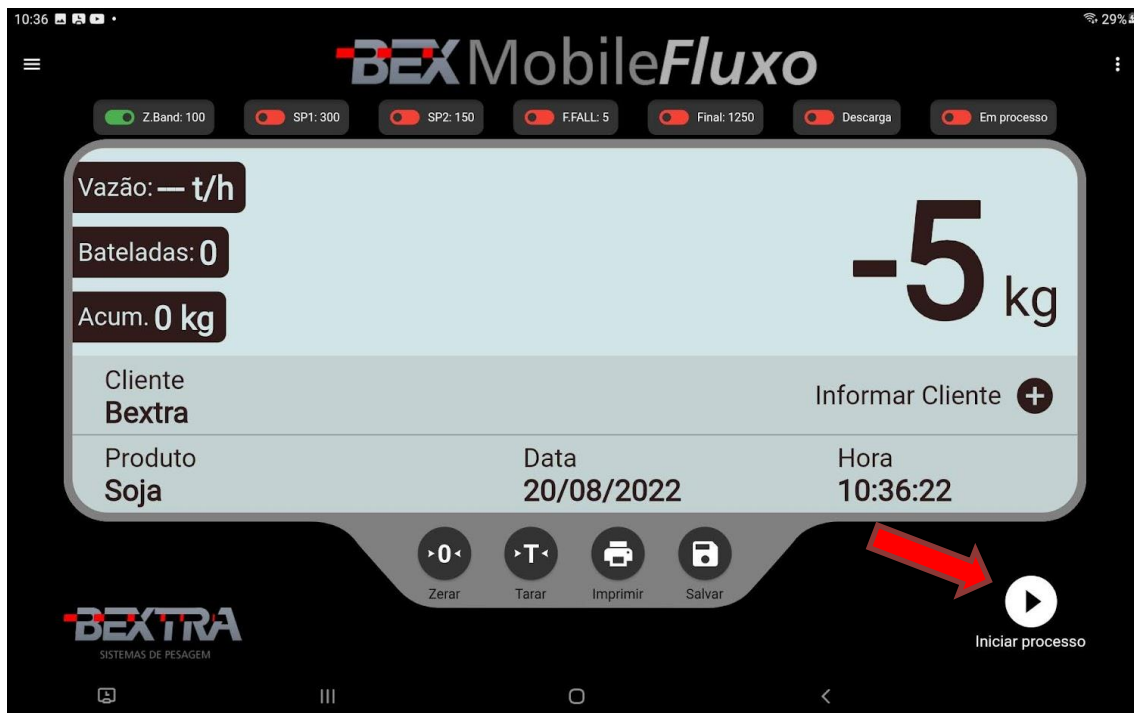 10:36
29%
BEX MobileFluxo
Z.Band: 100
SP1: 300
SP2: 150
F.FALL: 5
Final: 1250
Descarga
Em processo
Vazão: — t/h
Bateladas: 0
Acum. 0 kg
-5 kg
Cliente
Bextra
Informar Cliente
Produto
Soja
Data
20/08/2022
Hora
10:36:22
>0<
>T<
Zerar
Tarar
Imprimir
Salvar
BEXTRA
SISTEMAS DE PESAGEM
Iniciar processo